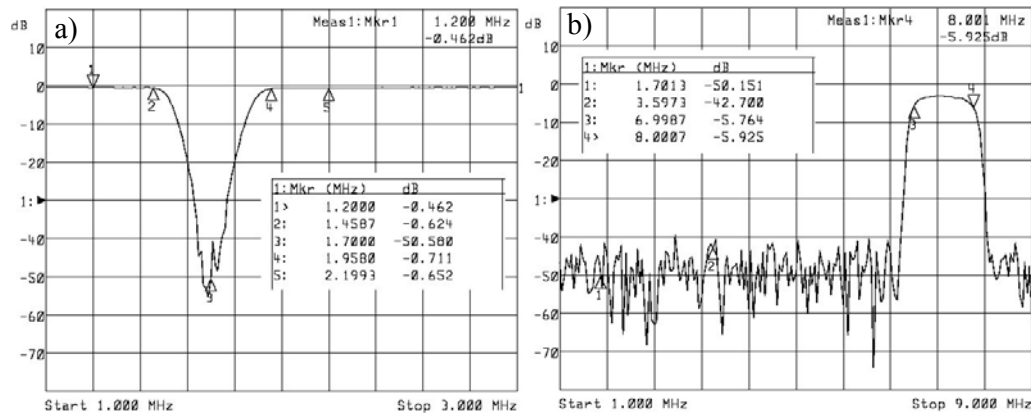 a)
dB
Meas1:Mkr1 1.200 MHz
-0.462dB
10
0
-10
-20
1:
-40
-50
-60
-70
1
2
3
4
5
1
1:Mkr (MHz) dB
1> 1.2000 -0.462
2: 1.4587 -0.624
3: 1.7000 -50.580
4: 1.9580 -0.711
5: 2.1993 -0.652
Start 1.000 MHz Stop 3.000 MHz
b)
dB
Meas1:Mkr4 8.001 MHz
-5.925dB
10
0
-10
-20
1:
-40
-50
-60
-70
1:Mkr (MHz) dB
1: 1.7013 -50.151
2: 3.5973 -42.700
3: 6.9987 -5.764
4> 8.0007 -5.925
1
2
3
4
Start 1.000 MHz Stop 9.000 MHz